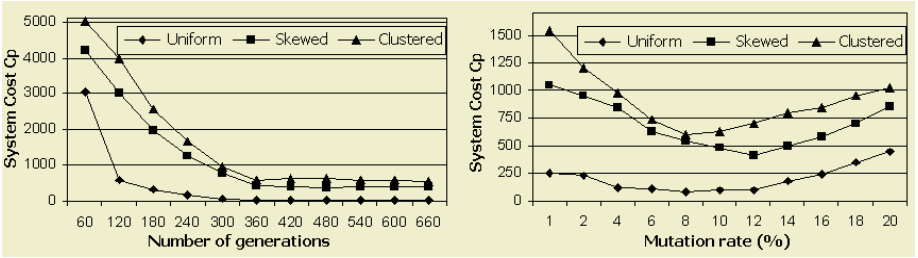 System Cost Cp
5000
4000
3000
2000
1000
0
Uniform Skewed Clustered
60 120 180 240 300 360 420 480 540 600 660
Number of generations
System Cost Cp
1500
1250
1000
750
500
250
0
Uniform Skewed Clustered
1 2 4 6 8 10 12 14 16 18 20
Mutation rate (%)